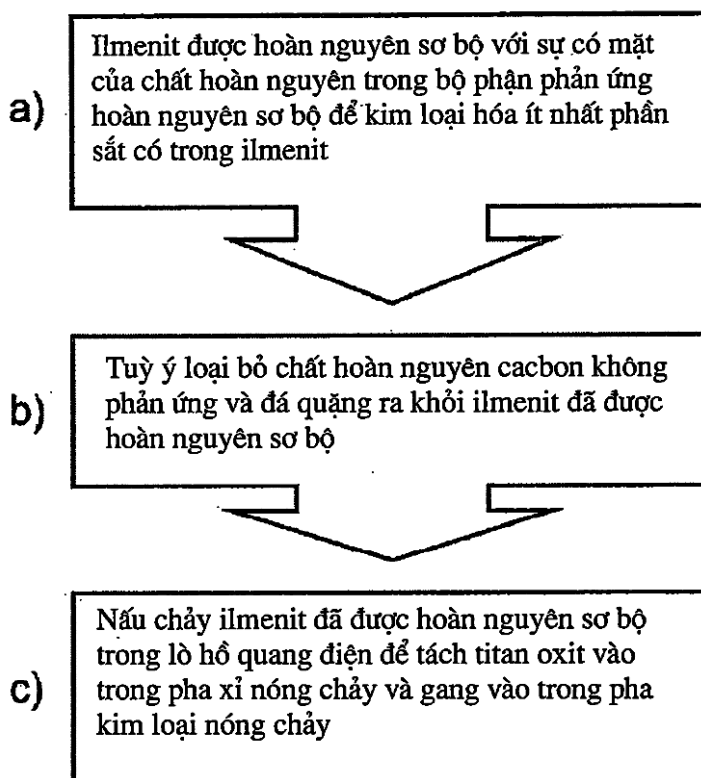 a)
Ilmenit được hoàn nguyên sơ bộ với sự có mặt
của chất hoàn nguyên trong bộ phận phản ứng
hoàn nguyên sơ bộ để kim loại hóa ít nhất phần
sắt có trong ilmenit
b)
Tuỳ ý loại bỏ chất hoàn nguyên cacbon không
phản ứng và đá quặng ra khỏi ilmenit đã được
hoàn nguyên sơ bộ
c)
Nấu chảy ilmenit đã được hoàn nguyên sơ bộ
trong lò hồ quang điện để tách titan oxit vào
trong pha xỉ nóng chảy và gang vào trong pha
kim loại nóng chảy